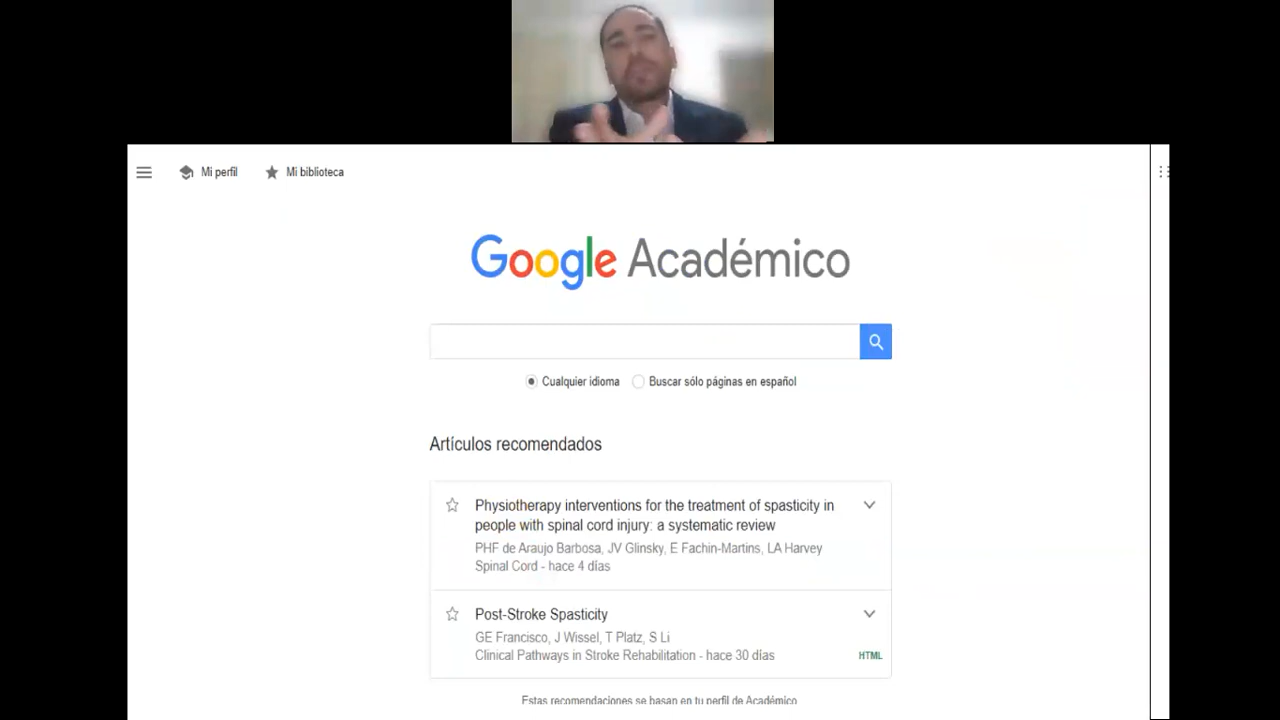 Mi perfil
Mi biblioteca
Google Académico
Cualquier idioma
Buscar sólo páginas en español
Artículos recomendados
Physiotherapy interventions for the treatment of spasticity in
people with spinal cord injury: a systematic review
PHF de Araujo Barbosa, JV Glinsky, E Fachin-Martins, LA Harvey
Spinal Cord - hace 4 días
Post-Stroke Spasticity
GE Francisco, J Wissel, T Platz, S Li
Clinical Pathways in Stroke Rehabilitation - hace 30 días
HTML
Estas recomendaciones se basan en tu perfil de Académico